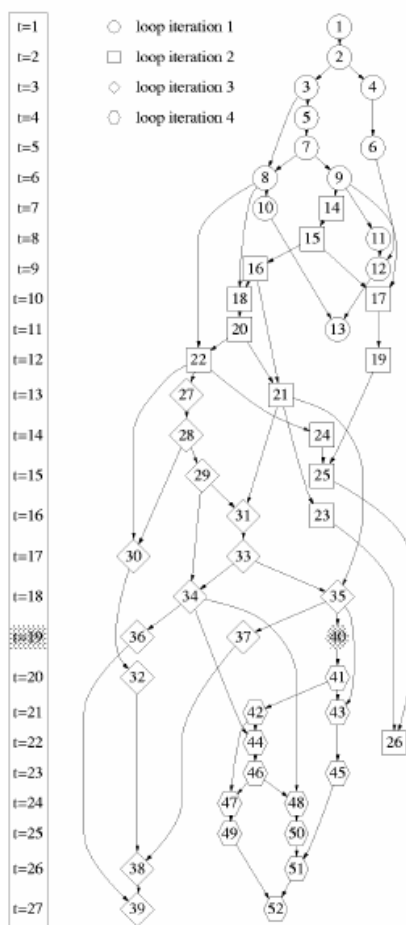 t=1 loop iteration 1 1
t=2 loop iteration 2 2
t=3 loop iteration 3 3 4
t=4 loop iteration 4 5
t=5 7 6
t=6 8 9
t=7 10 14
t=8 15 11
t=9 16 12
t=10 18 17
t=11 20 13
t=12 22 19
t=13 27 21
t=14 28 24
t=15 29 25
t=16 31 23
t=17 30 33
t=18 34 35
t=19 36 37 40
t=20 32 41
t=21 42 43
t=22 44 26
t=23 46 45
t=24 47 48
t=25 49 50
t=26 38 51
t=27 39 52